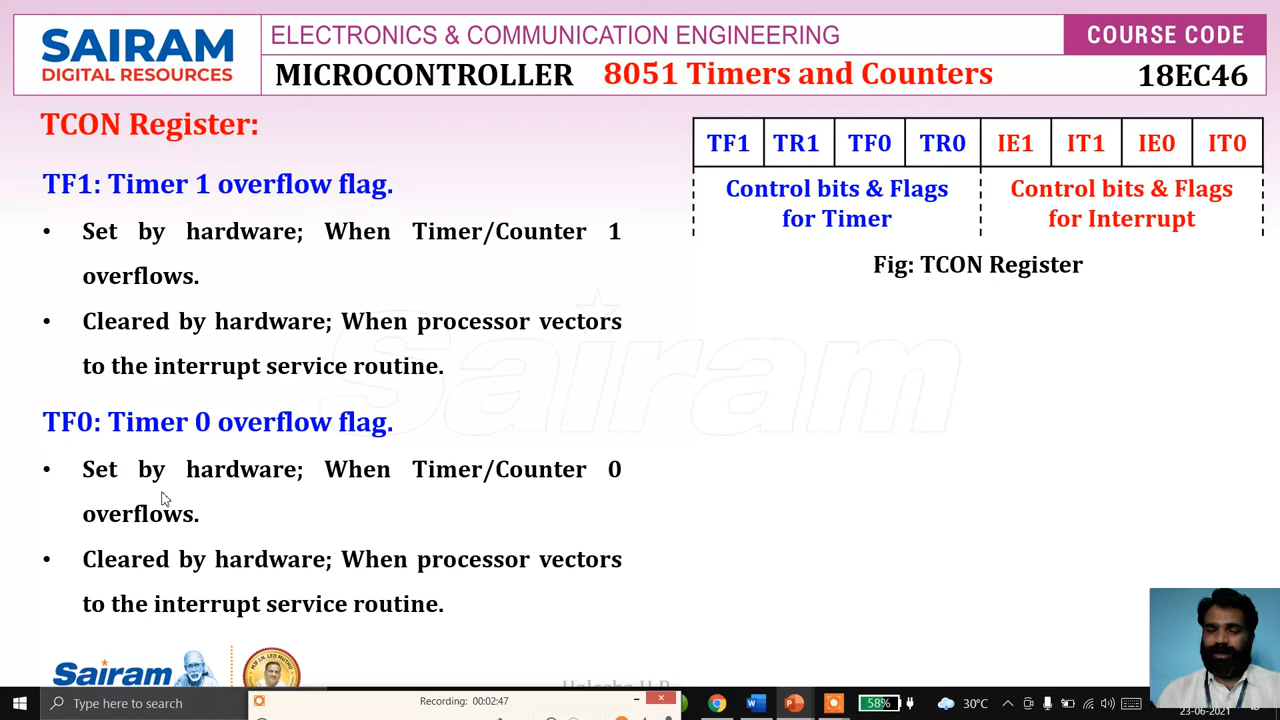 SAIRAM
DIGITAL RESOURCES
ELECTRONICS & COMMUNICATION ENGINEERING
COURSE CODE
MICROCONTROLLER 8051 Timers and Counters 18EC46
TCON Register:
TF1 TR1 TF0 TR0 IE1 IT1 IE0 IT0
Control bits & Flags
for Timer
Control bits & Flags
for Interrupt
Fig: TCON Register
TF1: Timer 1 overflow flag.
• Set by hardware; When Timer/Counter 1
overflows.
• Cleared by hardware; When processor vectors
to the interrupt service routine.
TF0: Timer 0 overflow flag.
• Set by hardware; When Timer/Counter 0
overflows.
• Cleared by hardware; When processor vectors
to the interrupt service routine.
Sairam
Sairam
Type here to search
Recording: 00:02:47
58%
30°C
23-06-2021